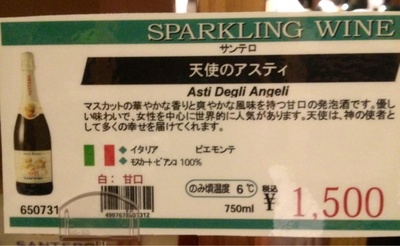 SPARKLING WINE
サンテロ
天使のアスティ
Asti Degli Angeli
マスカットの華やかな香りと爽やかな風味を持つ甘口の発泡酒です。優し
い味わいで、女性を中心に世界的に人気があります。天使は、神の使者と
して多くの幸せを届けてくれます。
イタリア ピエモンテ
モスカート・ビアンコ 100%
白: 甘口
のみ頃温度 6℃ 税込 ¥1,500
650731
750ml